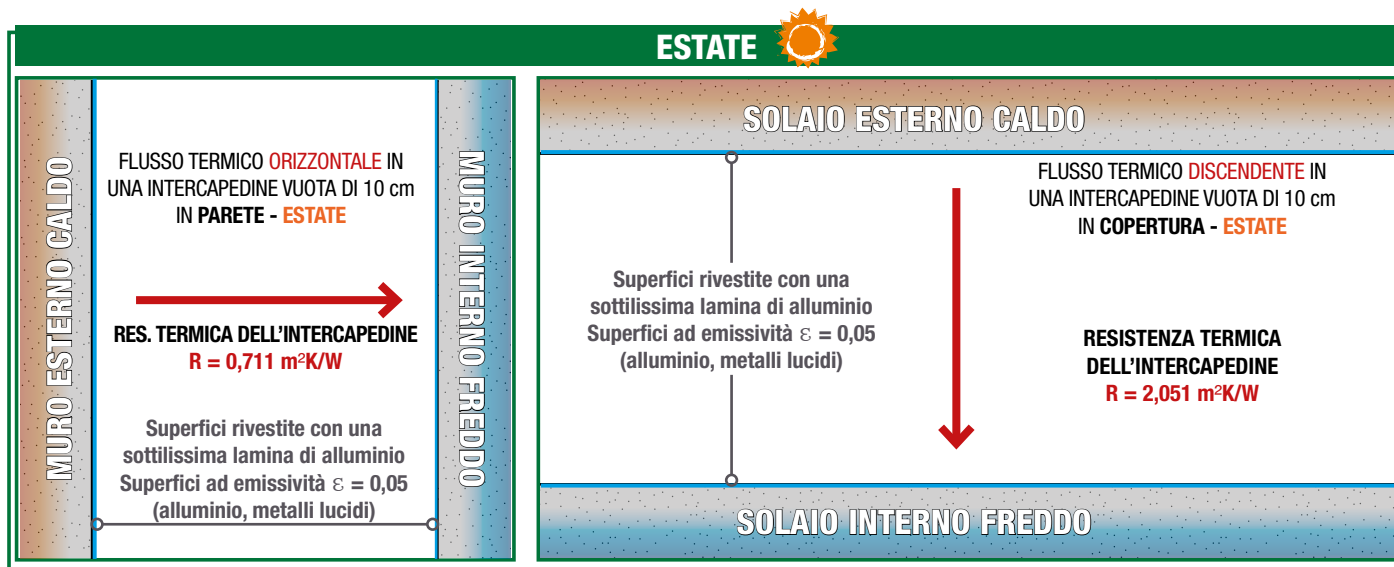 ESTATE
MURO ESTERNO CALDO
FLUSSO TERMICO ORIZZONTALE IN
UNA INTERCAPEDINE VUOTA DI 10 cm
IN PARETE - ESTATE
RES. TERMICA DELL'INTERCAPEDINE
R = 0,711 m²K/W
Superfici rivestite con una
sottilissima lamina di alluminio
Superfici ad emissività ε = 0,05
(alluminio, metalli lucidi)
MURO INTERNO FREDDO
SOLAIO ESTERNO CALDO
Superfici rivestite con una
sottilissima lamina di alluminio
Superfici ad emissività ε = 0,05
(alluminio, metalli lucidi)
FLUSSO TERMICO DISCENDENTE IN
UNA INTERCAPEDINE VUOTA DI 10 cm
IN COPERTURA - ESTATE
RESISTENZA TERMICA
DELL'INTERCAPEDINE
R = 2,051 m²K/W
SOLAIO INTERNO FREDDO